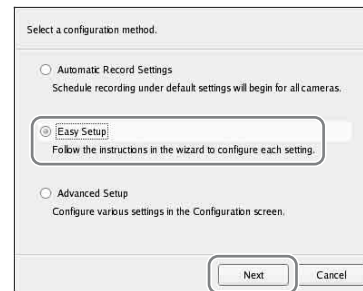 Select a configuration method.
Automatic Record Settings
Schedule recording under default settings will begin for all cameras.
Easy Setup
Follow the instructions in the wizard to configure each setting.
Advanced Setup
Configure various settings in the Configuration screen.
Next Cancel